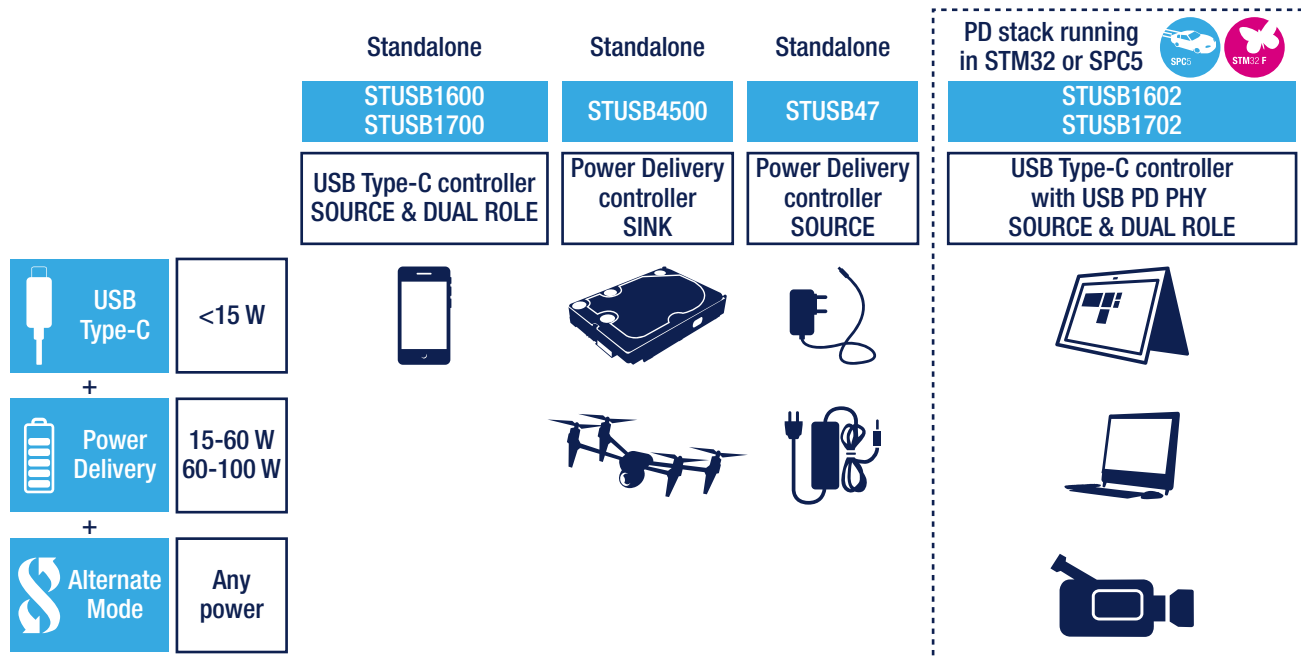 Standalone
Standalone
Standalone
PD stack running
in STM32 or SPC5
SPC5
STM32 F
STUSB1600
STUSB1700
STUSB4500
STUSB47
STUSB1602
STUSB1702
USB Type-C controller
SOURCE & DUAL ROLE
Power Delivery
controller
SINK
Power Delivery
controller
SOURCE
USB Type-C controller
with USB PD PHY
SOURCE & DUAL ROLE
USB
Type-C
<15 W
+
Power
Delivery
15-60 W
60-100 W
+
Alternate
Mode
Any
power